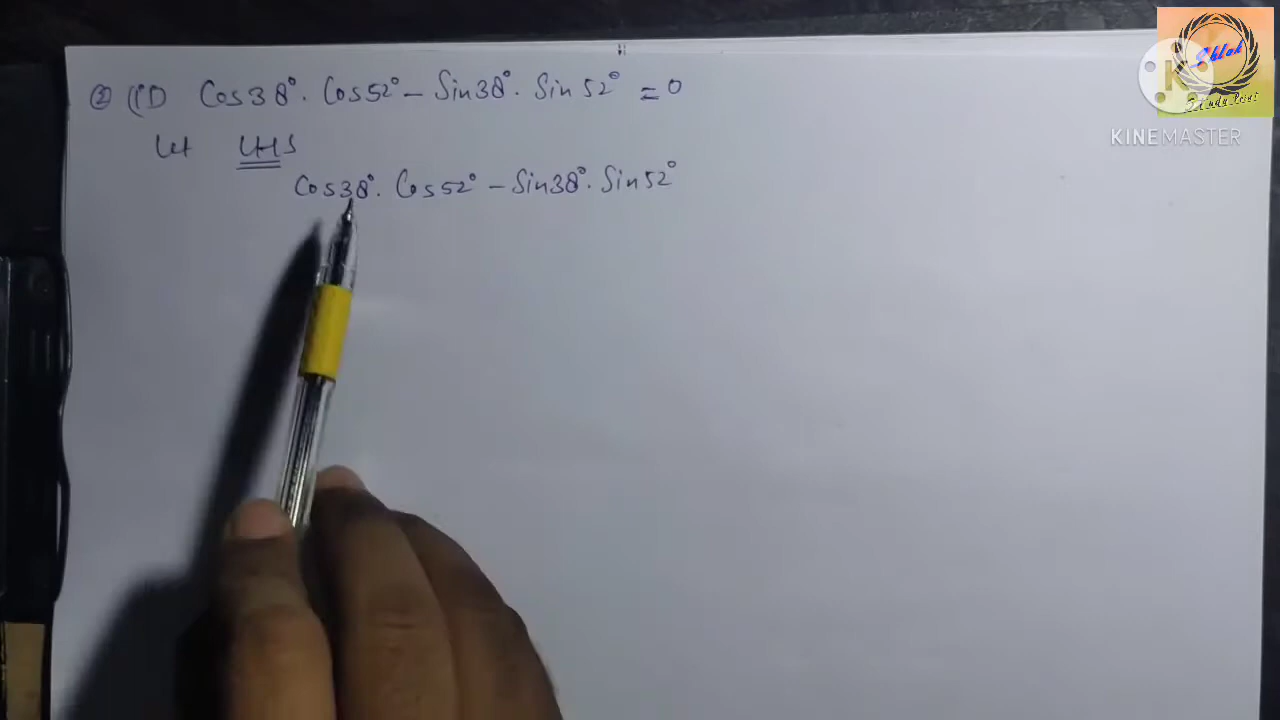 ② (ii) Cos38°. Cos52° - Sin38°. Sin52° = 0
Let LHS
Cos38°. Cos52° - Sin38°. Sin52°
K
KINEMASTER